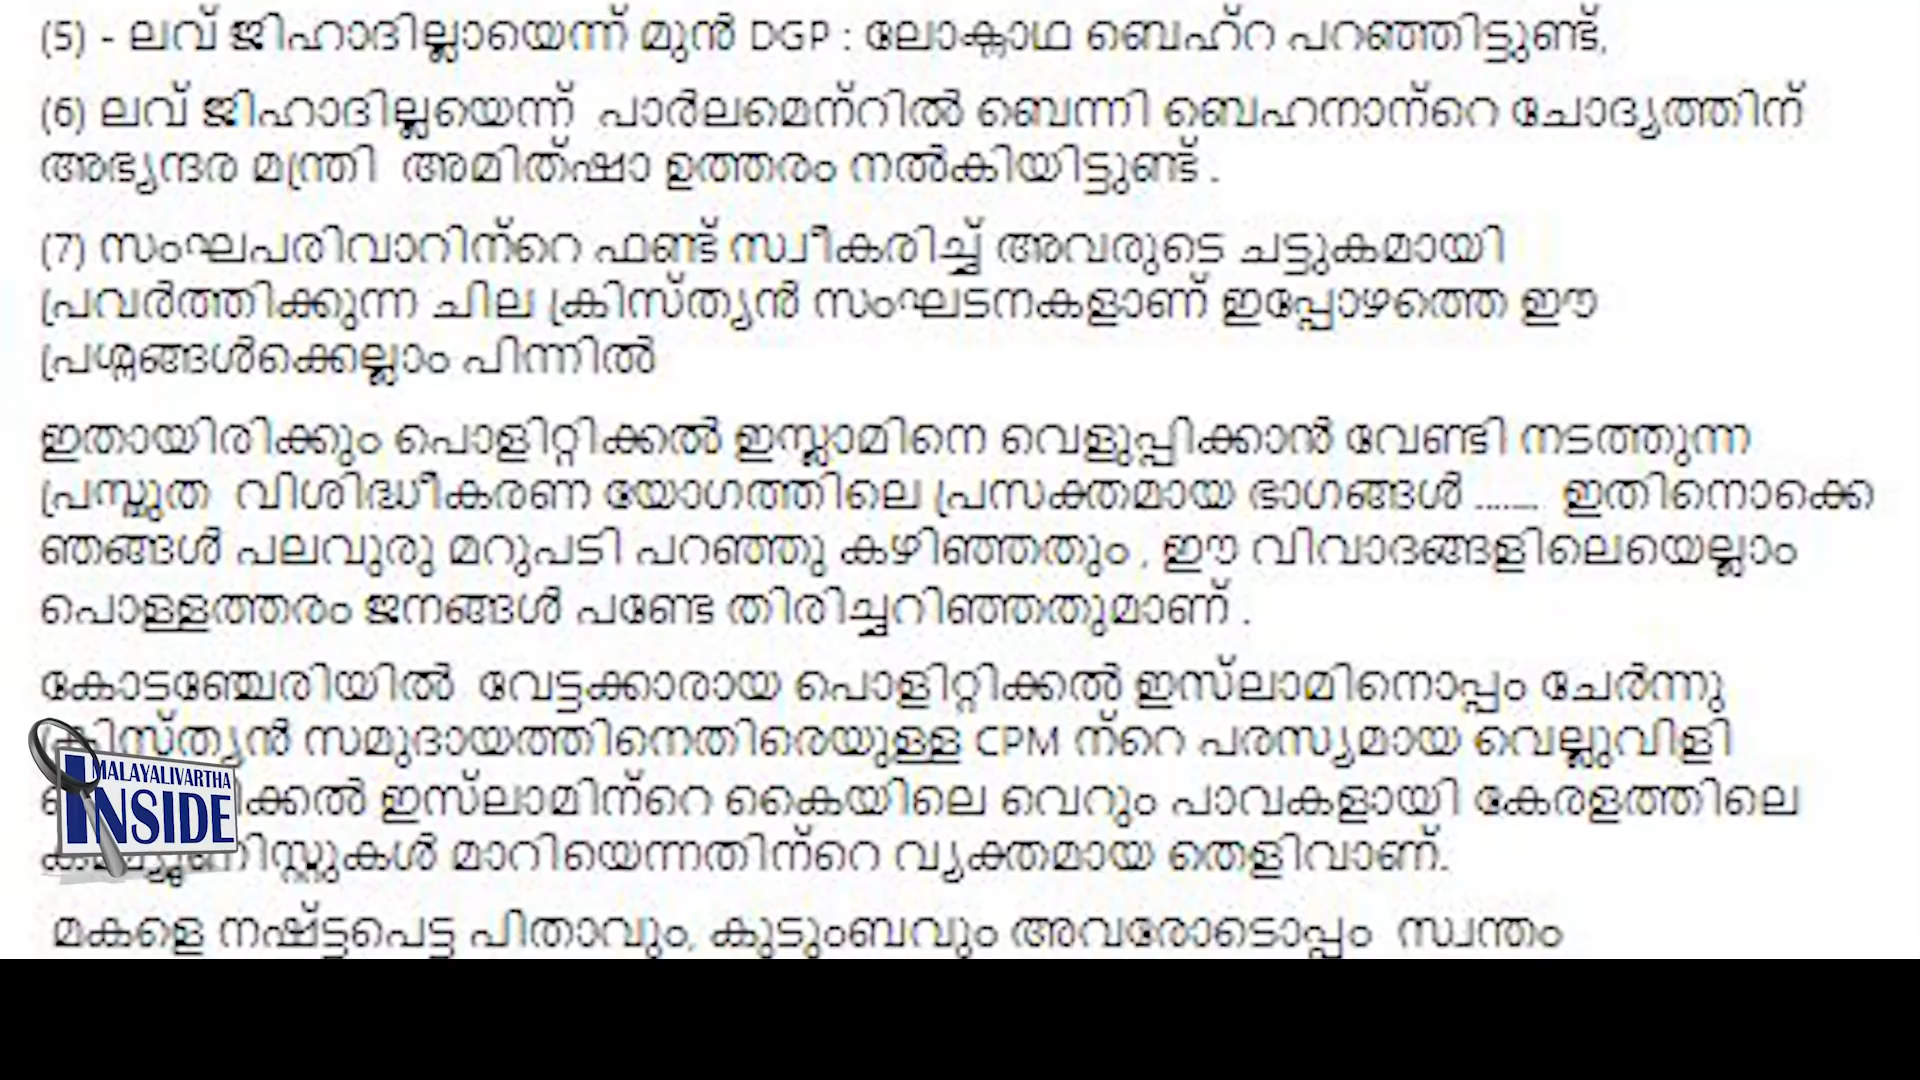 (5) - ലവ് ജിഹാദില്ലായെന്ന് മുൻ DGP : ലോക്നാഥ ബെഹ്റ പറഞ്ഞിട്ടുണ്ട്,
(6) ലവ് ജിഹാദില്ലയെന്ന് പാർലമെന്റിൽ ബെന്നി ബെഹനാന്റെ ചോദ്യത്തിന്
അഭ്യന്ദര മന്ത്രി അമിത്ഷാ ഉത്തരം നൽകിയിട്ടുണ്ട് .
(7) സംഘപരിവാറിന്റെ ഫണ്ട് സ്വീകരിച്ച് അവരുടെ ചട്ടുകമായി
പ്രവർത്തിക്കുന്ന ചില ക്രിസ്ത്യൻ സംഘടനകളാണ് ഇപ്പോഴത്തെ ഈ
പ്രശ്നങ്ങൾക്കെല്ലാം പിന്നിൽ
ഇതായിരിക്കും പൊളിറ്റിക്കൽ ഇസ്ലാമിനെ വെളുപ്പിക്കാൻ വേണ്ടി നടത്തുന്ന
പ്രസ്തുത വിശിദ്ധീകരണ യോഗത്തിലെ പ്രസക്തമായ ഭാഗങ്ങൾ ....... ഇതിനൊക്കെ
ഞങ്ങൾ പലവുരു മറുപടി പറഞ്ഞു കഴിഞ്ഞതും , ഈ വിവാദങ്ങളിലെയെല്ലാം
പൊള്ളത്തരം ജനങ്ങൾ പണ്ടേ തിരിച്ചറിഞ്ഞതുമാണ് .
കോടഞ്ചേരിയിൽ വേട്ടക്കാരായ പൊളിറ്റിക്കൽ ഇസ്ലാമിനൊപ്പം ചേർന്നു
ക്രിസ്ത്യൻ സമുദായത്തിനെതിരെയുള്ള CPM ന്റെ പരസ്യമായ വെല്ലുവിളി
ക്കൽ ഇസ്ലാമിന്റെ കൈയിലെ വെറും പാവകളായി കേരളത്തിലെ
മാറിയെന്നതിന്റെ വ്യക്തമായ തെളിവാണ്.
മകളെ നഷ്ട്ടപെട്ട പിതാവും, കുടുംബവും അവരോടൊപ്പം സ്വന്തം
MALAYALIVARTHA
INSIDE